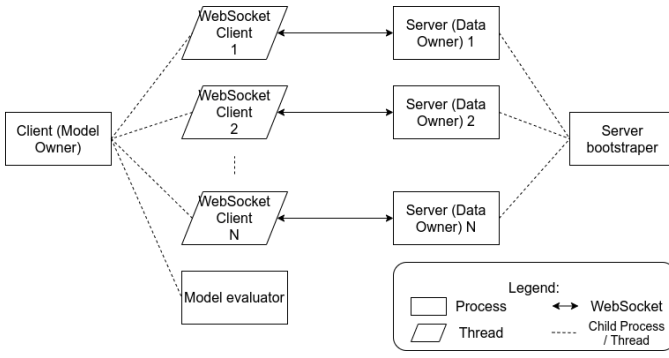 WebSocket
Client
1
Server (Data
Owner) 1
WebSocket
Client
2
Server (Data
Owner) 2
Client (Model
Owner)
Server
bootstraper
WebSocket
Client
N
Server (Data
Owner) N
Model evaluator
Legend:
Process
WebSocket
Thread
Child Process
/ Thread